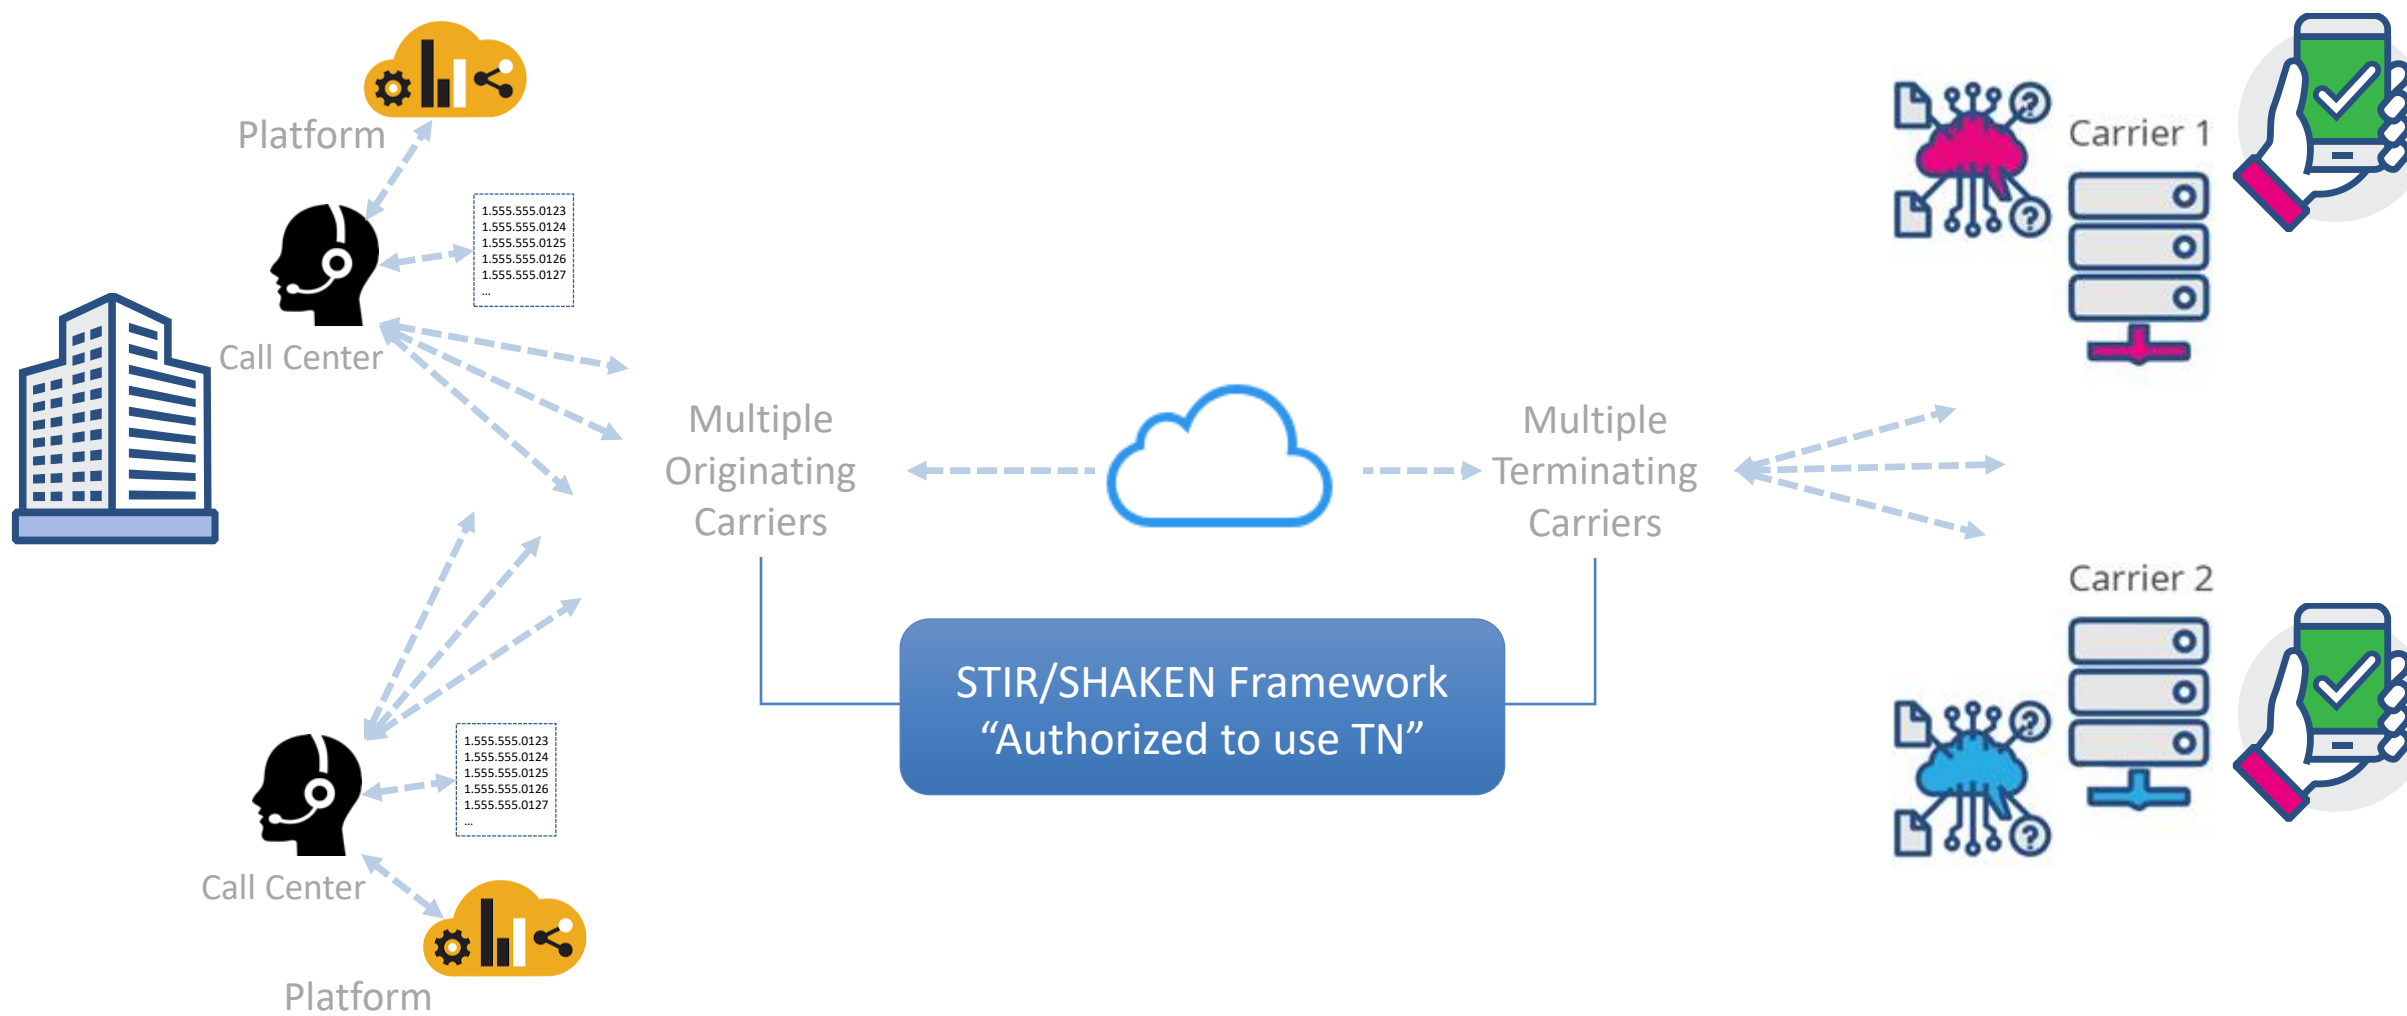 Platform
1.555.555.0123
1.555.555.0124
1.555.555.0125
1.555.555.0126
1.555.555.0127
...
Call Center
Multiple
Originating
Carriers
Multiple
Terminating
Carriers
Carrier 1
Carrier 2
STIR/SHAKEN Framework
“Authorized to use TN”
1.555.555.0123
1.555.555.0124
1.555.555.0125
1.555.555.0126
1.555.555.0127
...
Call Center
Platform